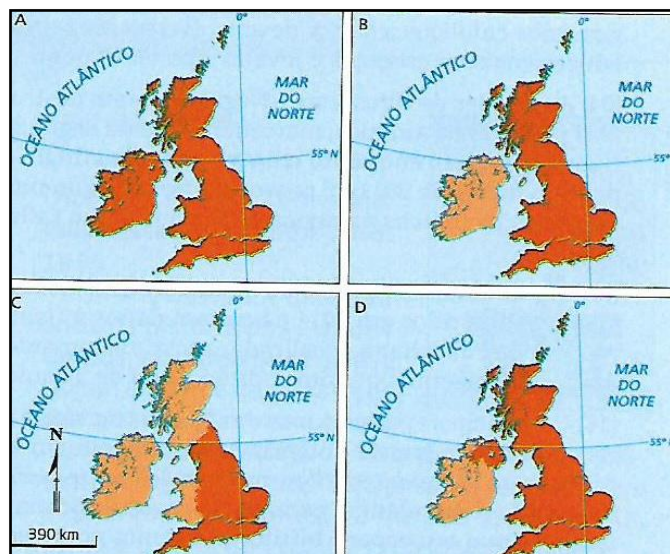 A
0°
OCEANO ATLÂNTICO
MAR
DO
NORTE
55° N
B
0°
OCEANO ATLÂNTICO
MAR
DO
NORTE
55° N
C
0°
OCEANO ATLÂNTICO
MAR
DO
NORTE
55° N
N
390 km
D
0°
OCEANO ATLÂNTICO
MAR
DO
NORTE
55° N